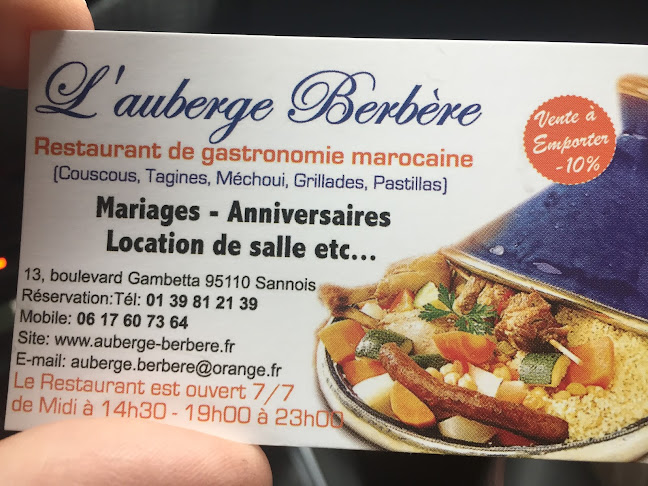 L'auberge Berbère
Restaurant de gastronomie marocaine
(Couscous, Tagines, Méchoui, Grillades, Pastillas)
Vente à
Emporter
-10%
Mariages - Anniversaires
Location de salle etc...
13, boulevard Gambetta 95110 Sannois
Réservation:Tél: 01 39 81 21 39
Mobile: 06 17 60 73 64
Site: www.auberge-berbere.fr
E-mail: auberge.berbere@orange.fr
Le Restaurant est ouvert 7/7
de Midi à 14h30 - 19h00 à 23h00